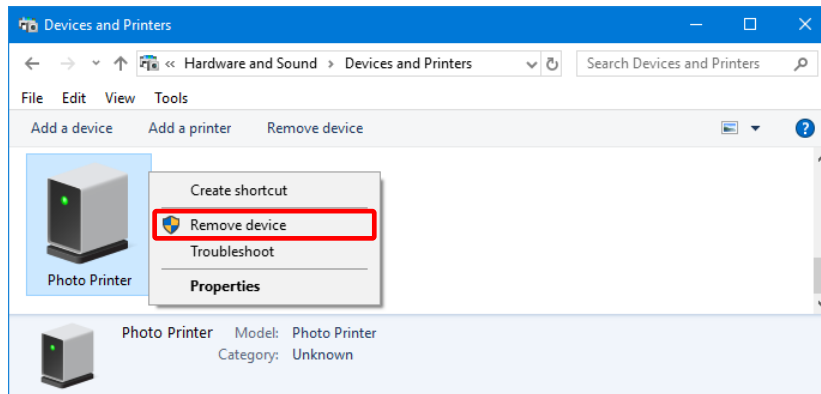 Devices and Printers
« Hardware and Sound › Devices and Printers Search Devices and Printers
File Edit View Tools
Add a device Add a printer Remove device ?
Create shortcut
Remove device
Troubleshoot
Photo Printer
Properties
Photo Printer Model: Photo Printer
Category: Unknown